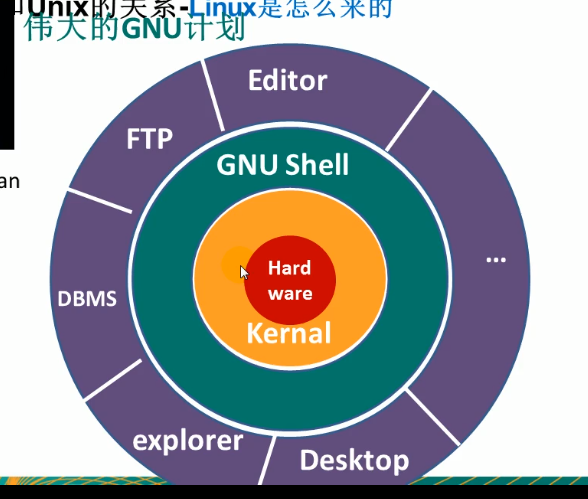 Unix的关系-Linux是怎么来的
伟大的GNU计划
an
Editor
FTP
GNU Shell
...
Hard
ware
DBMS
Kernal
explorer
Desktop